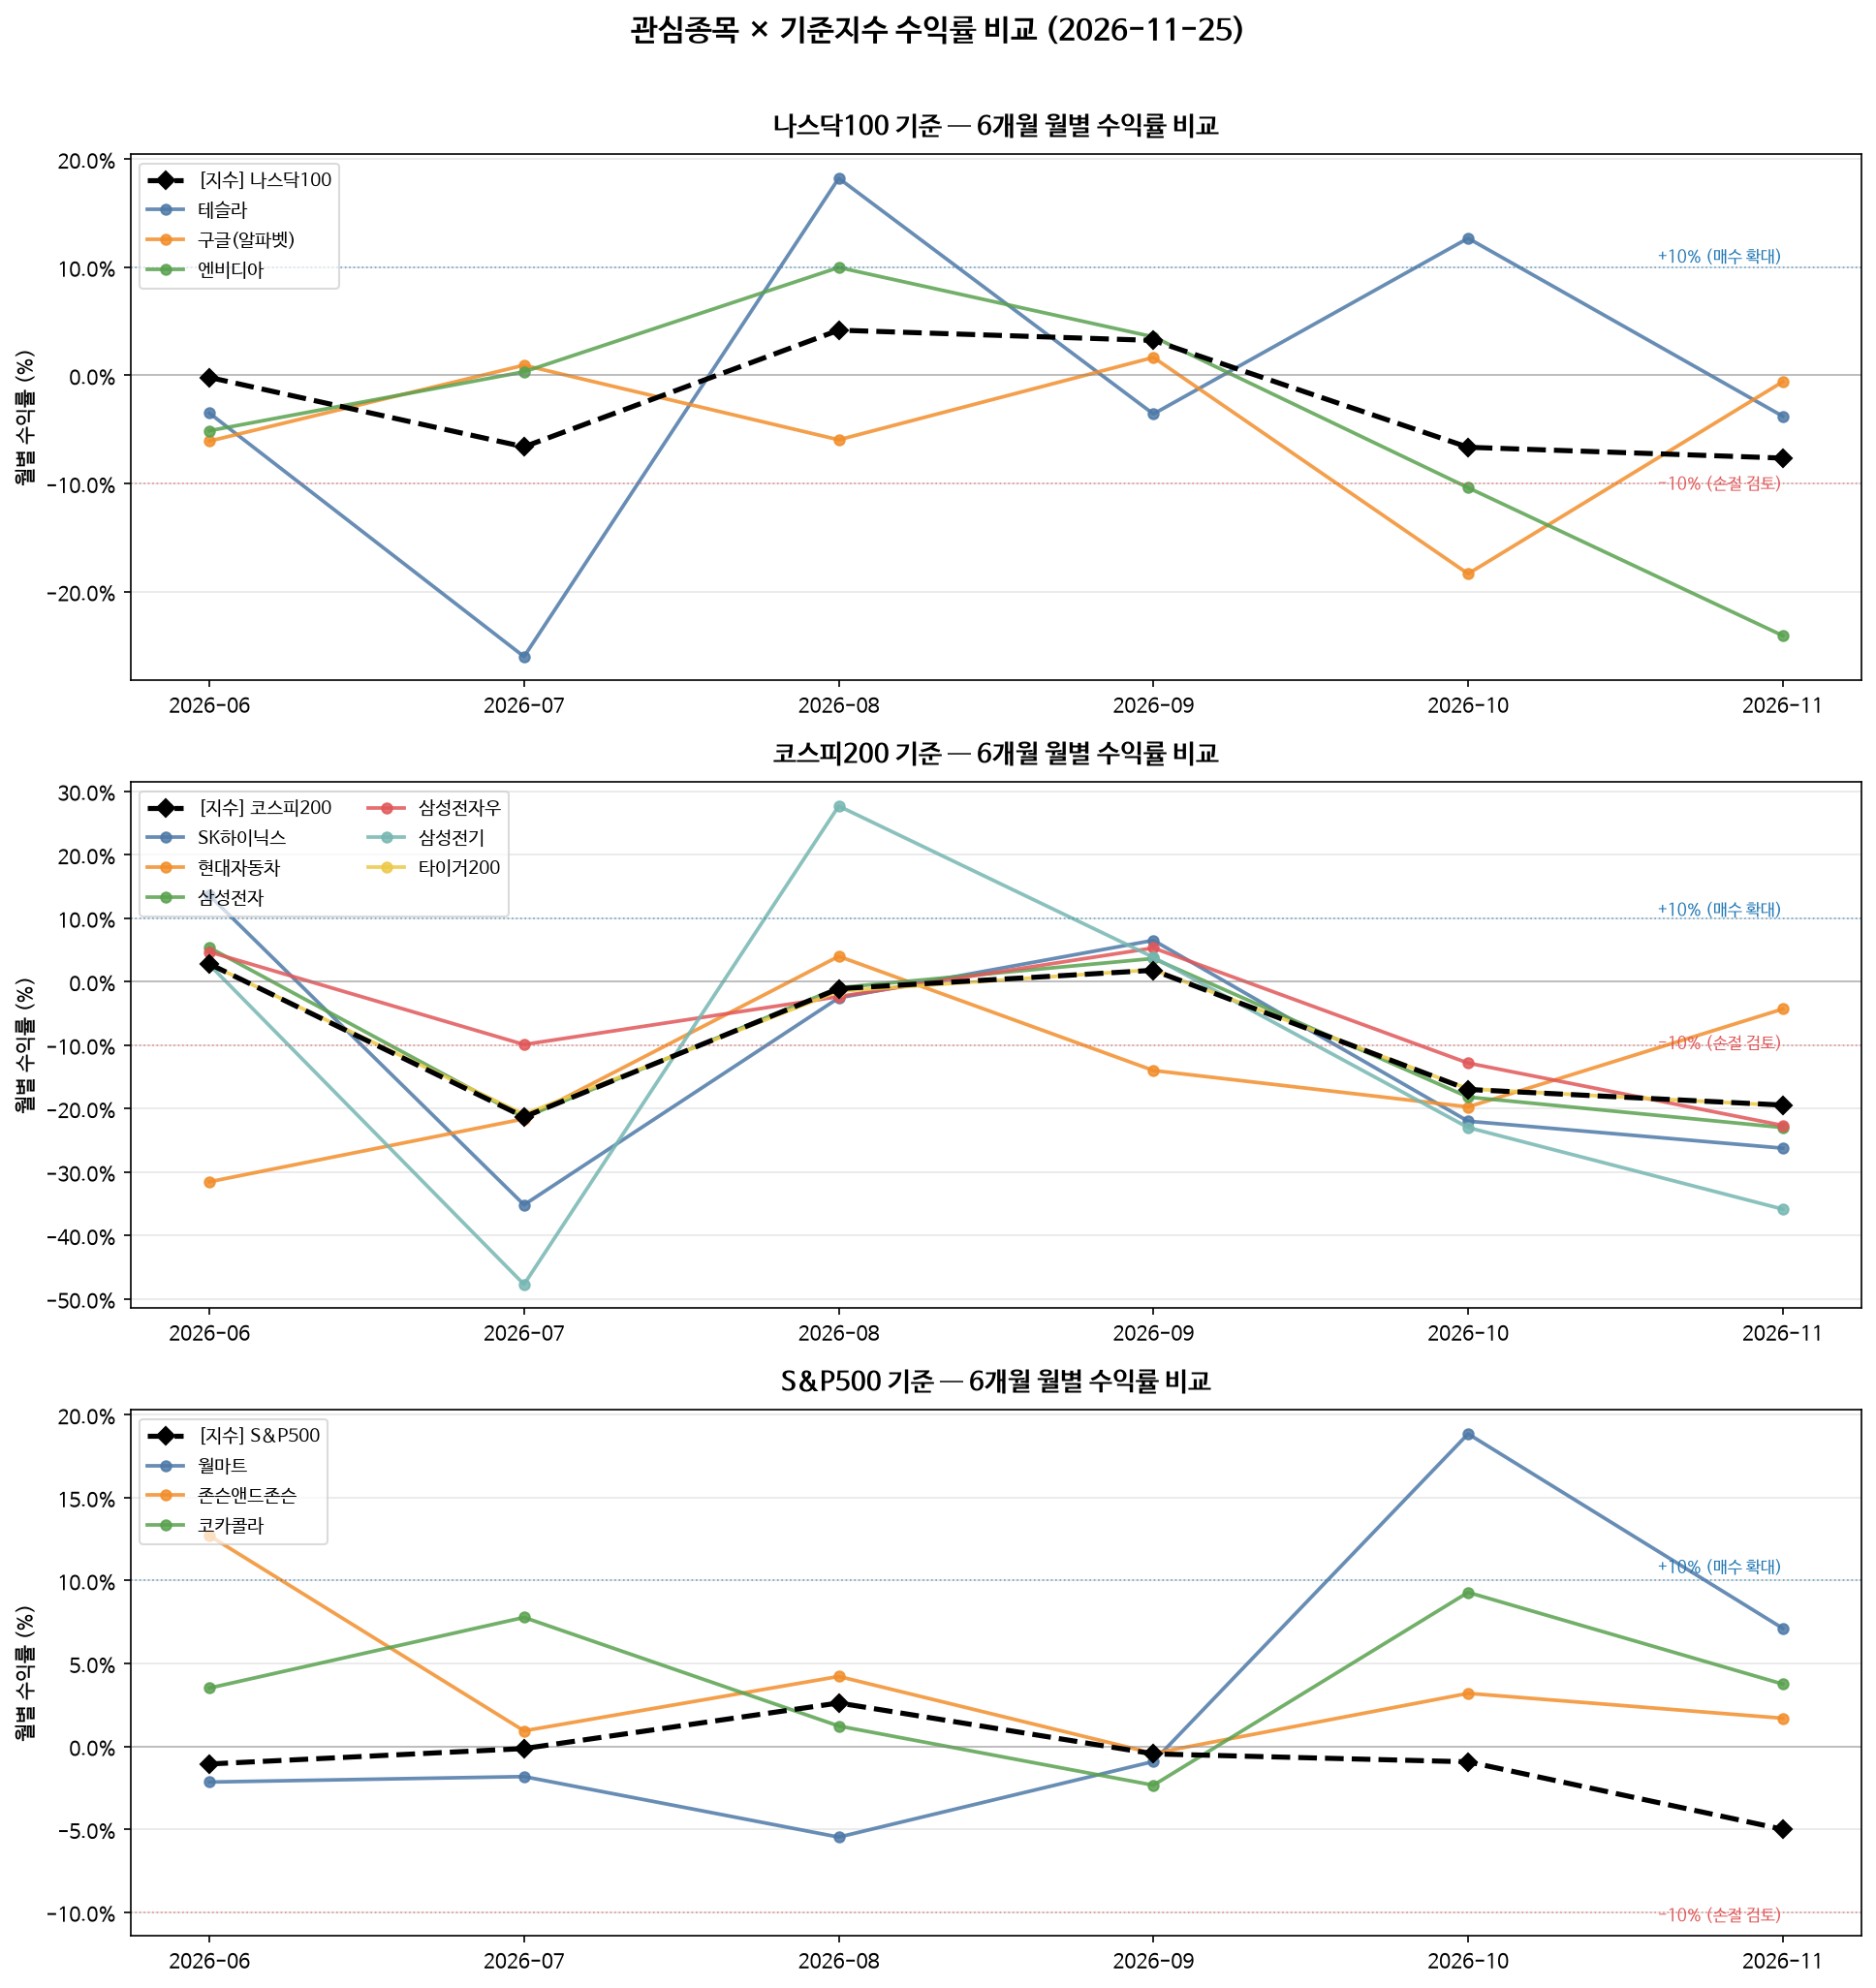 관심종목 × 기준지수 수익률 비교 (2026-11-25)
나스닥100 기준 — 6개월 월별 수익률 비교
월별 수익률 (%)
20.0%
10.0%
0.0%
-10.0%
-20.0%
[지수] 나스닥100
테슬라
구글(알파벳)
엔비디아
+10% (매수 확대)
-10% (손절 검토)
2026-06
2026-07
2026-08
2026-09
2026-10
2026-11
코스피200 기준 — 6개월 월별 수익률 비교
월별 수익률 (%)
30.0%
20.0%
10.0%
0.0%
-10.0%
-20.0%
-30.0%
-40.0%
-50.0%
[지수] 코스피200
SK하이닉스
현대자동차
삼성전자
삼성전자우
삼성전기
타이거200
+10% (매수 확대)
-10% (손절 검토)
2026-06
2026-07
2026-08
2026-09
2026-10
2026-11
S&P500 기준 — 6개월 월별 수익률 비교
월별 수익률 (%)
20.0%
15.0%
10.0%
5.0%
0.0%
-5.0%
-10.0%
[지수] S&P500
월마트
존슨앤드존슨
코카콜라
+10% (매수 확대)
-10% (손절 검토)
2026-06
2026-07
2026-08
2026-09
2026-10
2026-11